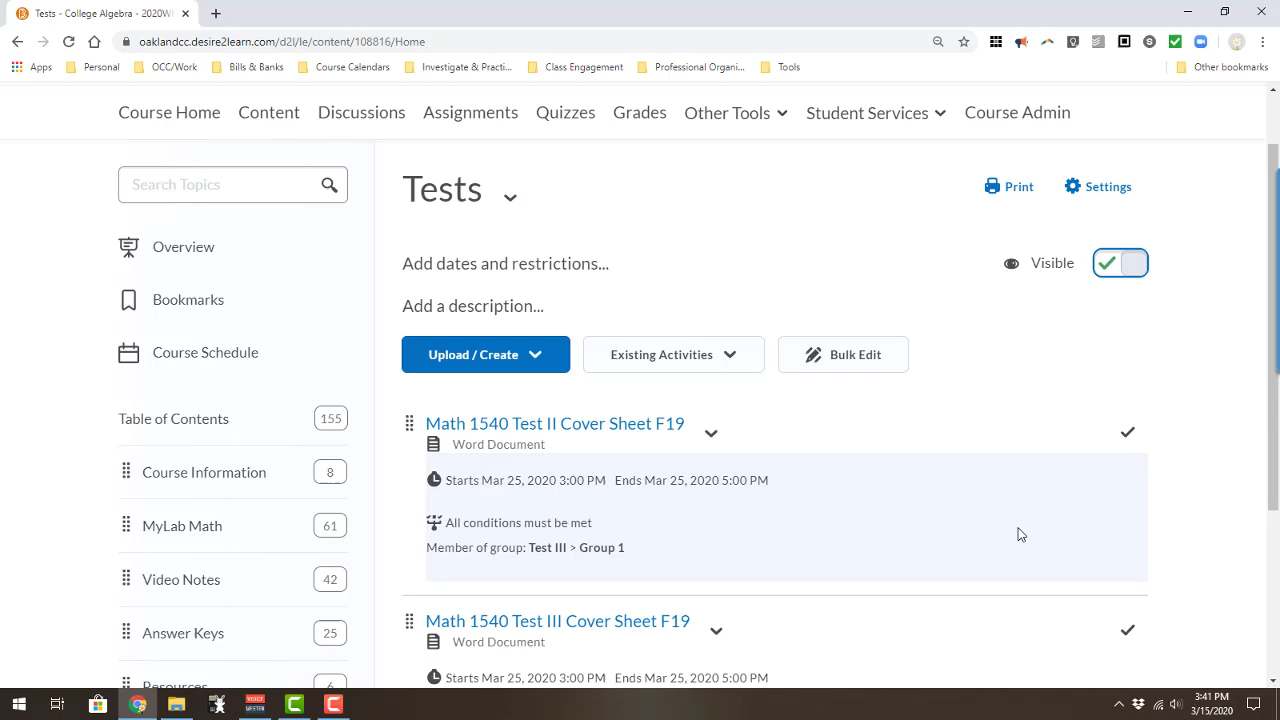 Tests - College Algebra - 2020W
oaklandcc.desire2learn.com/d2l/le/content/108816/Home
Apps Personal OCC/Work Bills & Banks Course Calendars Investigate & Practi... Class Engagement Professional Organi... Tools Other bookmarks
Course Home Content Discussions Assignments Quizzes Grades Other Tools Student Services Course Admin
Search Topics
Overview
Bookmarks
Course Schedule
Table of Contents 155
Course Information 8
MyLab Math 61
Video Notes 42
Answer Keys 25
Resources 6
Tests
Print Settings
Add dates and restrictions... Visible
Add a description...
Upload / Create Existing Activities Bulk Edit
Math 1540 Test II Cover Sheet F19
Word Document
Starts Mar 25, 2020 3:00 PM Ends Mar 25, 2020 5:00 PM
All conditions must be met
Member of group: Test III > Group 1
Math 1540 Test III Cover Sheet F19
Word Document
Starts Mar 25, 2020 3:00 PM Ends Mar 25, 2020 5:00 PM
VOICE
MEETER
3:41 PM
3/15/2020